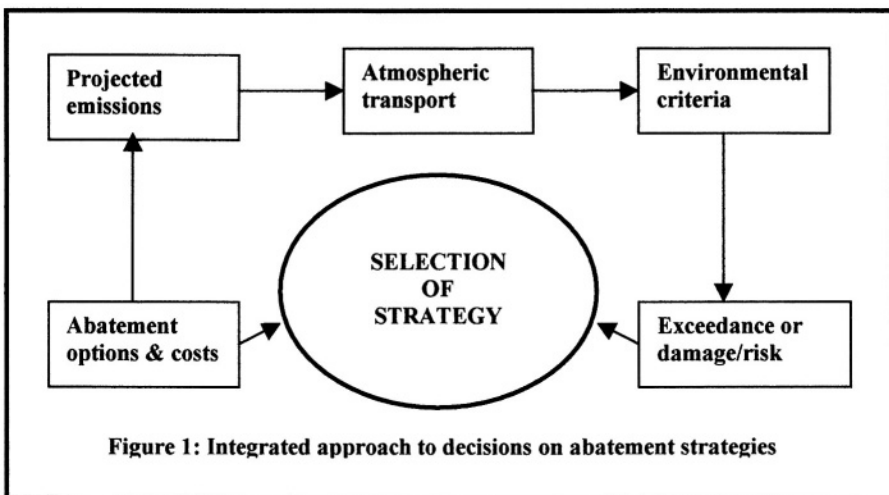 Projected
emissions
Atmospheric
transport
Environmental
criteria
SELECTION
OF
STRATEGY
Abatement
options & costs
Exceedance or
damage/risk
Figure 1: Integrated approach to decisions on abatement strategies